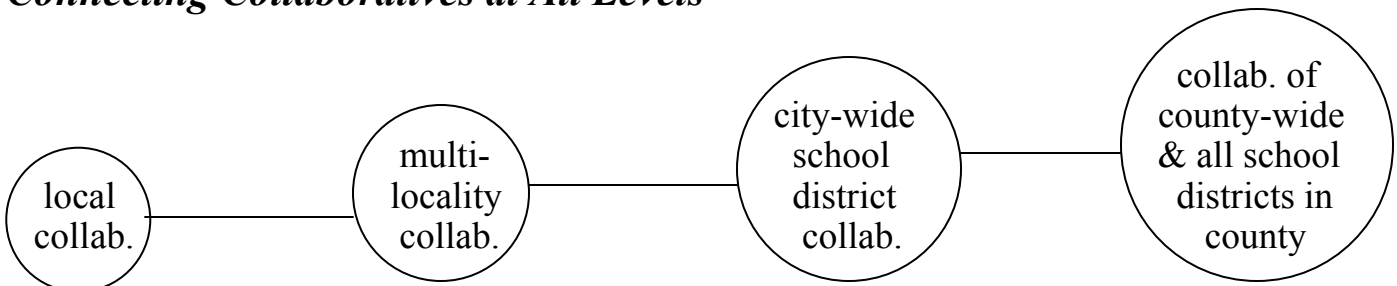 Connecting Collaboratives at All Levels
local
collab.
multi-
locality
collab.
city-wide
school
district
collab.
collab. of
county-wide
& all school
districts in
county